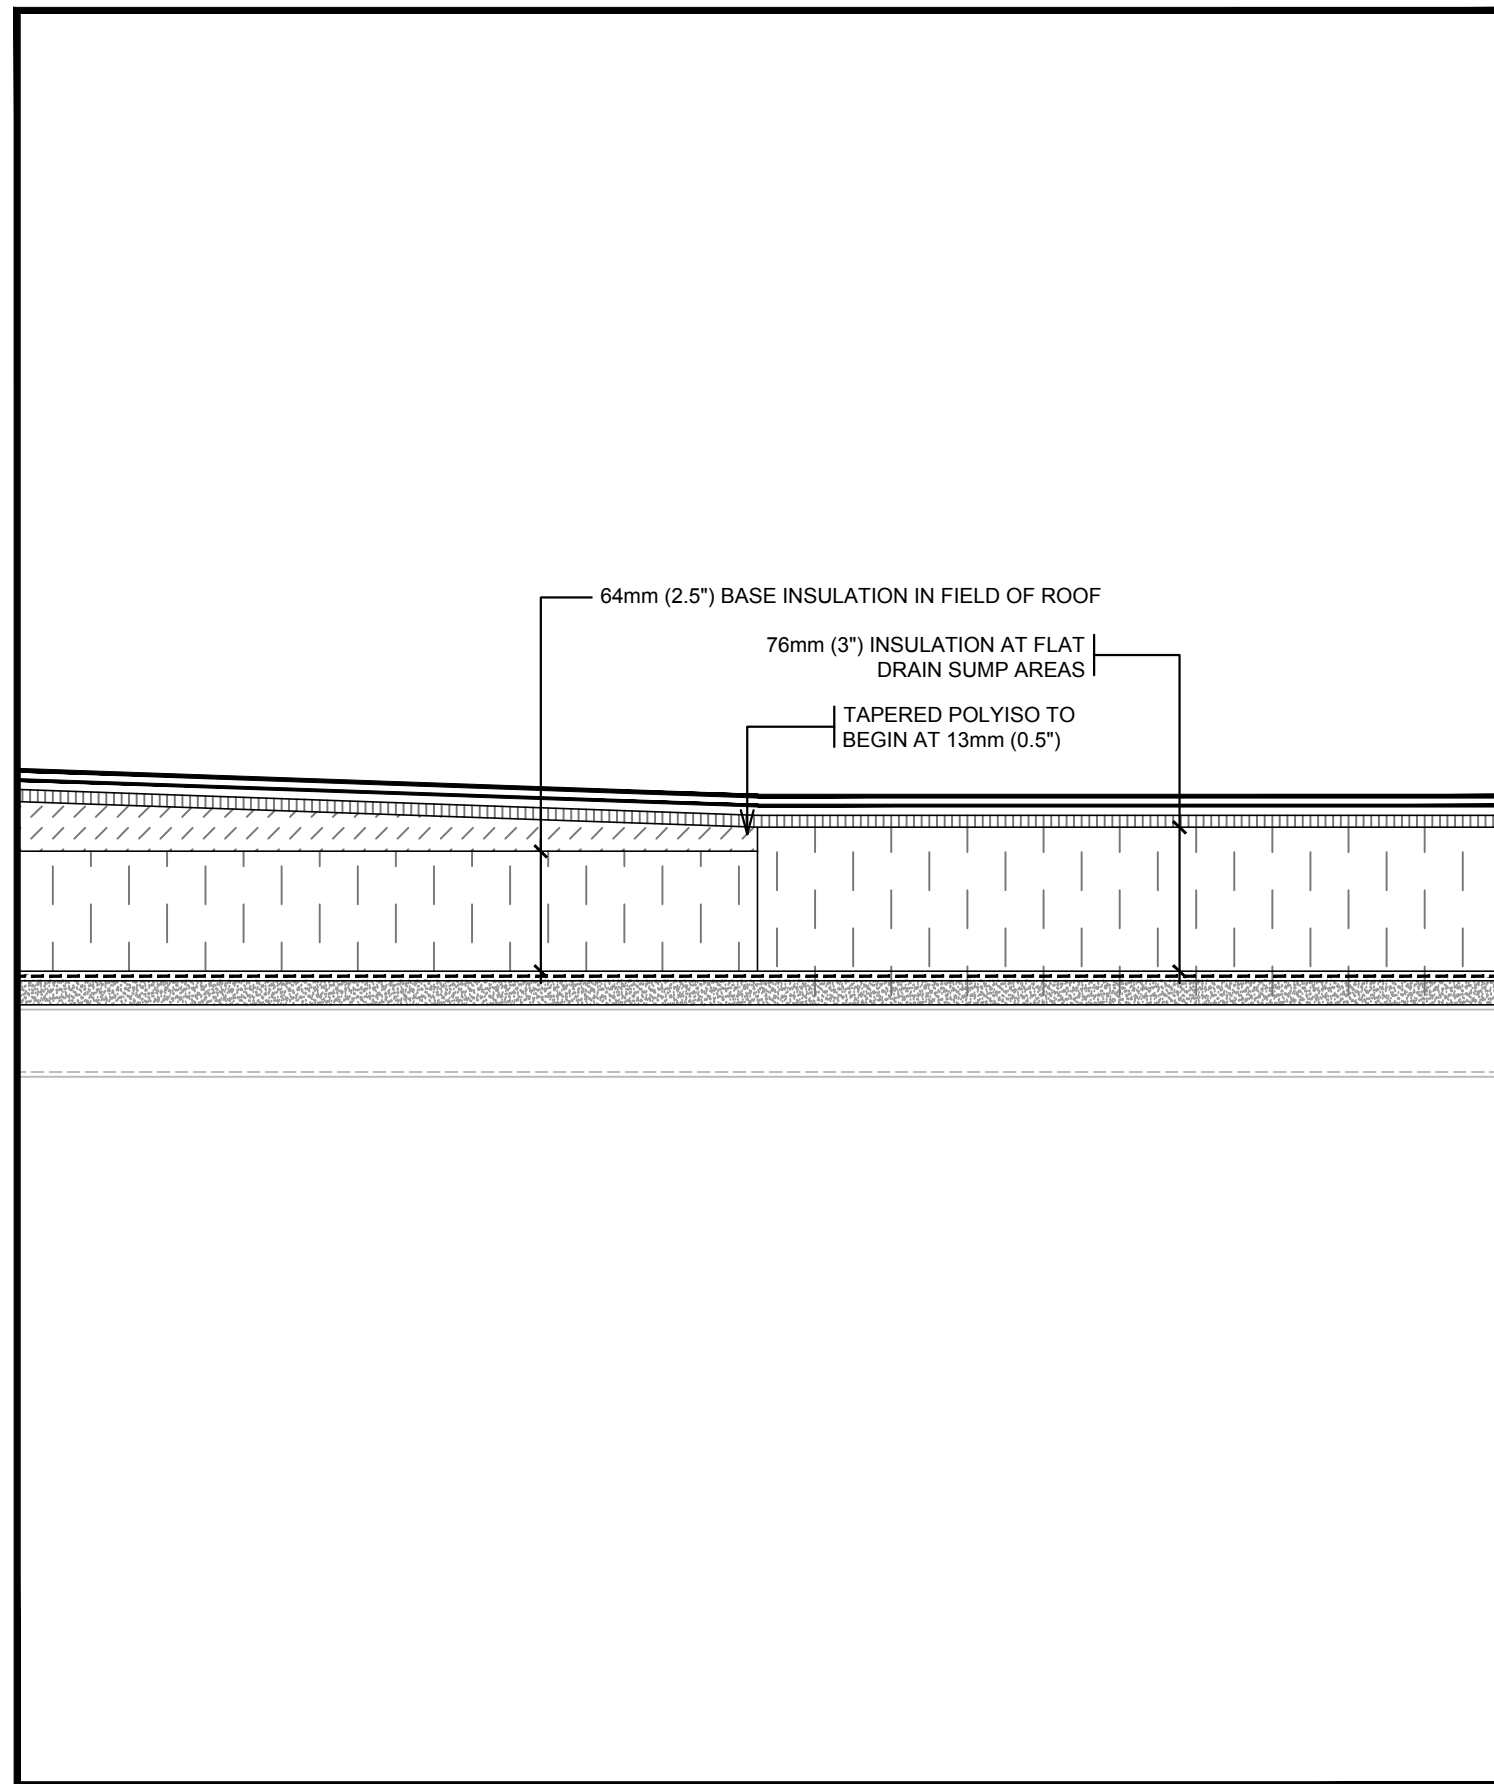 64mm (2.5") BASE INSULATION IN FIELD OF ROOF
76mm (3") INSULATION AT FLAT
DRAIN SUMP AREAS
TAPERED POLYISO TO
BEGIN AT 13mm (0.5")